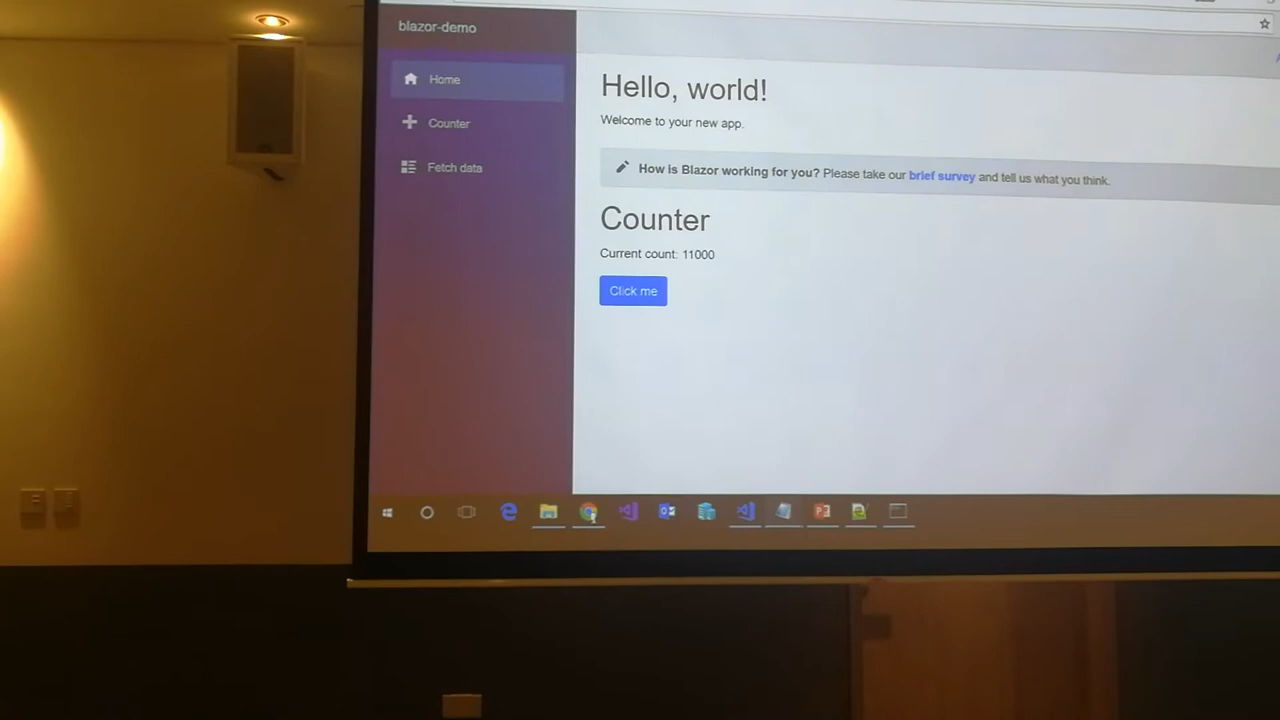 blazor-demo
Home
Counter
Fetch data
Hello, world!
Welcome to your new app.
How is Blazor working for you? Please take our brief survey and tell us what you think.
Counter
Current count: 11000
Click me